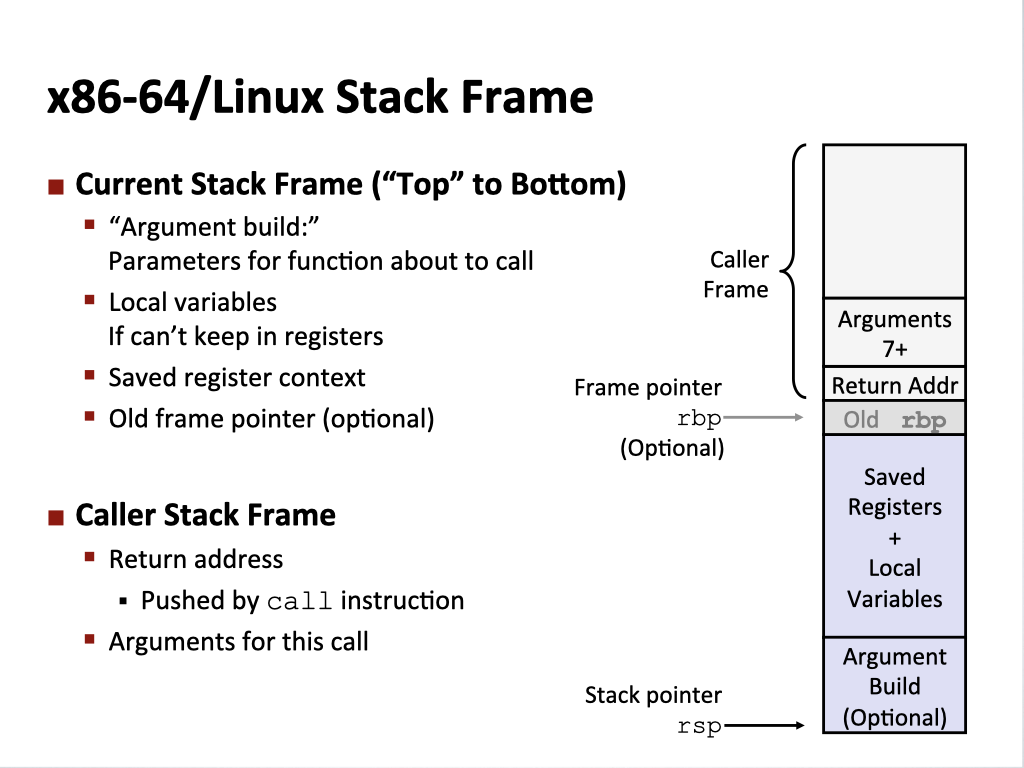 x86-64/Linux Stack Frame
Current Stack Frame (“Top” to Bottom)
“Argument build:”
Parameters for function about to call
Local variables
If can’t keep in registers
Saved register context
Old frame pointer (optional)
Caller Stack Frame
Return address
Pushed by call instruction
Arguments for this call
Caller
Frame
Frame pointer
rbp
(Optional)
Stack pointer
rsp
Arguments
7+
Return Addr
Old rbp
Saved
Registers
+
Local
Variables
Argument
Build
(Optional)